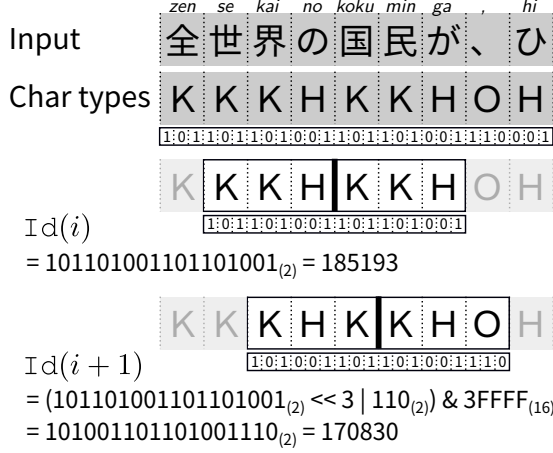 zen se kai no koku min ga , hi
Input 全 世 界 の 国 民 が 、 ひ
Char types K K K H K K H O H
1 0 1 1 0 1 1 0 1 0 0 1 1 0 1 1 0 1 0 0 1 1 1 0 0 0 1
K K K H K K H O H
Id(i) 1 0 1 1 0 1 0 0 1 1 0 1 1 0 1 0 0 1
= 101101001101101001(2) = 185193
K K K H K K H O H
Id(i + 1) 1 0 1 0 0 1 1 0 1 1 0 1 0 0 1 1 1 0
= (101101001101101001(2) << 3 | 110(2)) & 3FFFF(16)
= 101001101101001110(2) = 170830